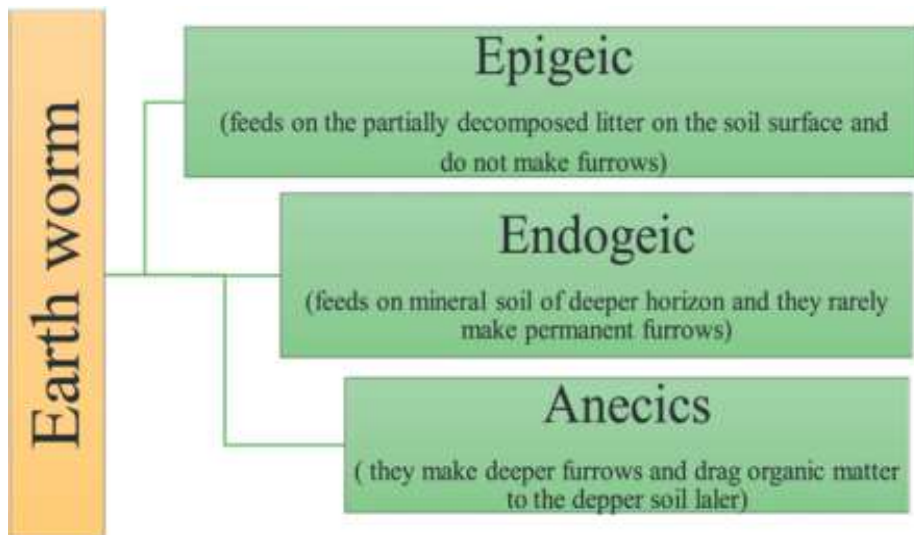 Earth worm
Epigeic
(feeds on the partially decomposed litter on the soil surface and
do not make furrows)
Endogeic
(feeds on mineral soil of deeper horizon and they rarely
make permanent furrows)
Anecics
( they make deeper furrows and drag organic matter
to the depper soil laler)